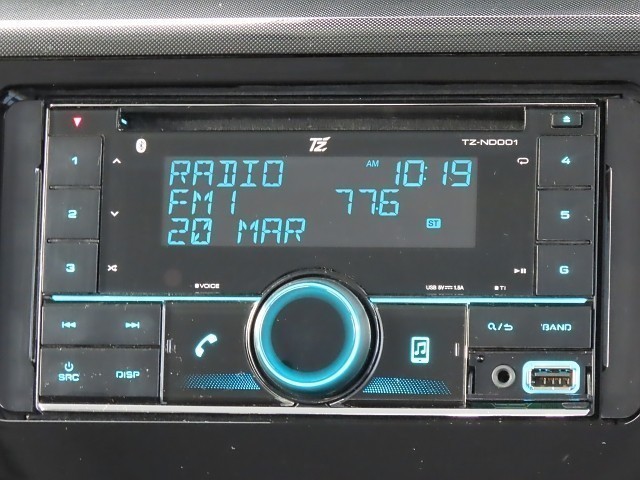 TZ
TZ-ND001
1
2
3
RADIO AM 10:19
FM1 77.6
ST
20 MAR
4
5
6
VOICE
USB 5V 1.5A
TI
SRC
DISP
BAND